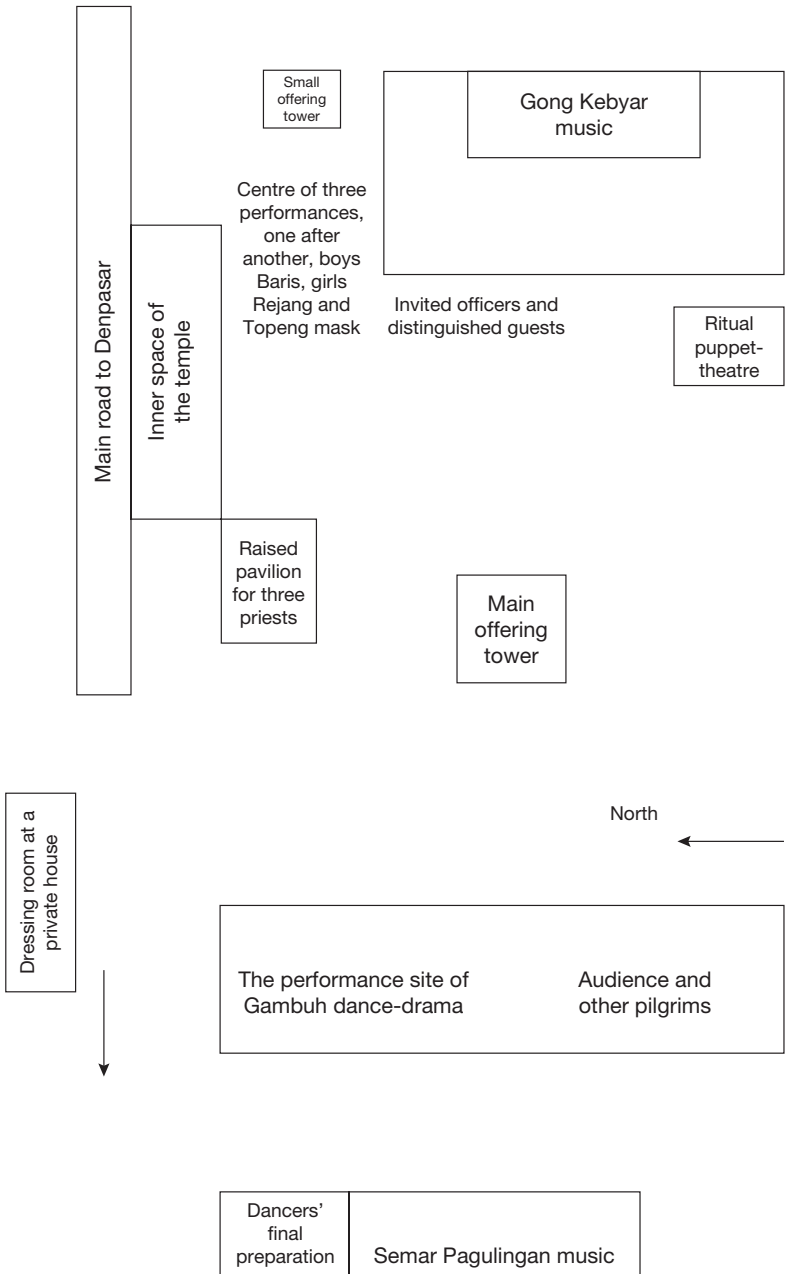 Small
offering
tower
Gong Kebyar
music
Main road to Denpasar
Inner space of
the temple
Centre of three
performances,
one after
another, boys
Baris, girls
Rejang and
Topeng mask
Invited officers and
distinguished guests
Ritual
puppet-
theatre
Raised
pavilion
for three
priests
Main
offering
tower
Dressing room at a
private house
North
The performance site of
Gambuh dance-drama
Audience and
other pilgrims
Dancers’
final
preparation
Semar Pagulingan music